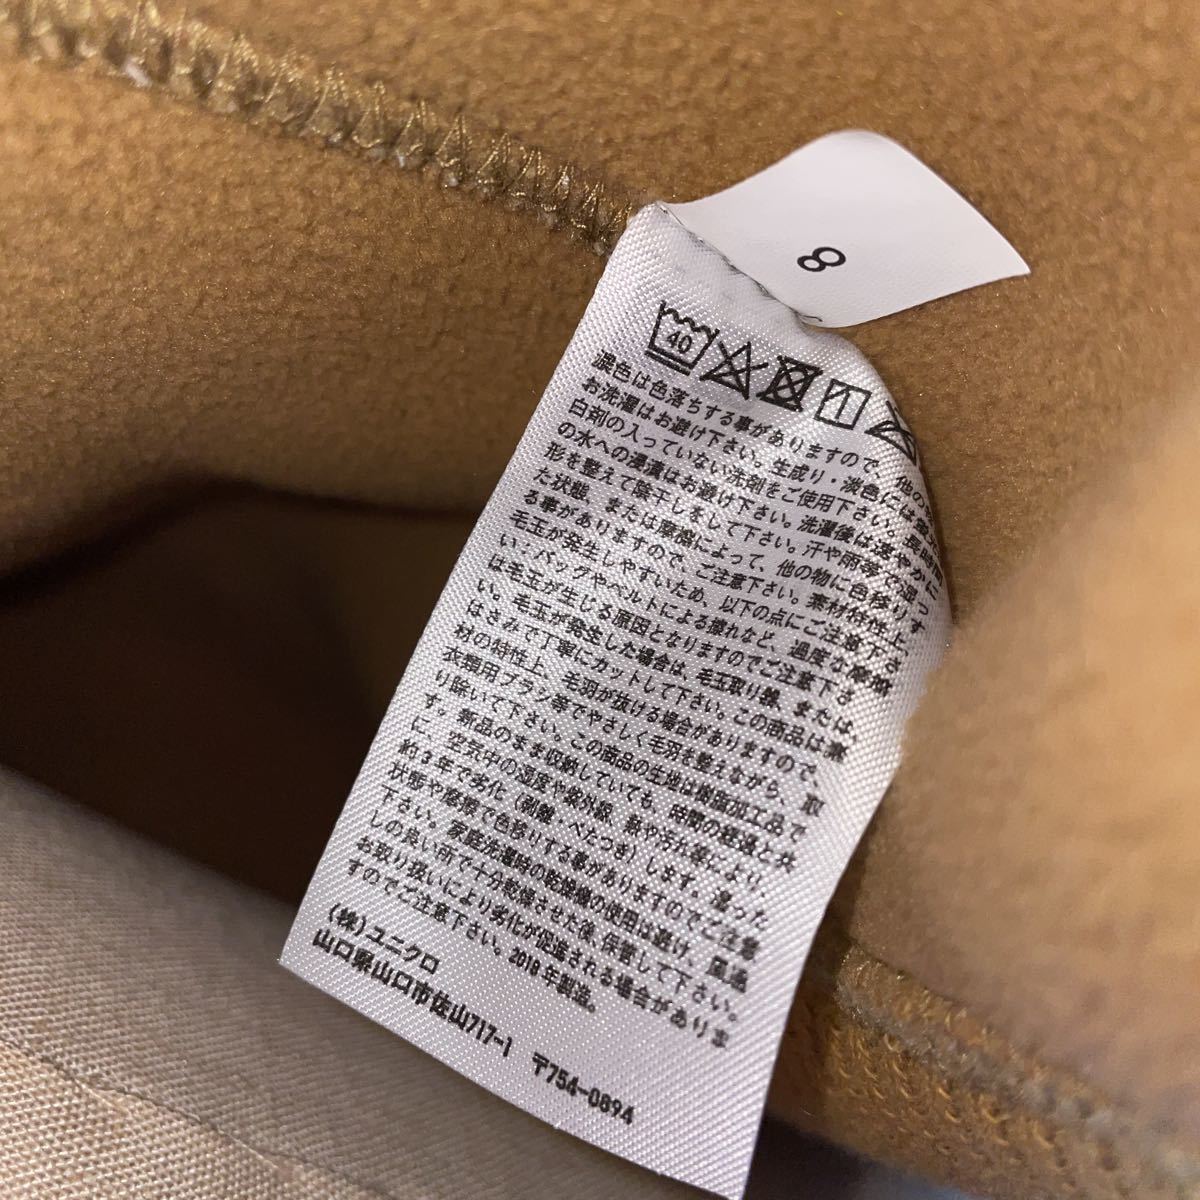 8
40
濃色は色落ちする事がありますので、他の
お洗濯はお避け下さい。生成り・淡色には蛍光
白剤の入っていない洗剤をご使用下さい。長時間
の水への浸漬はお避け下さい。洗濯後は速やかに
形を整えて陰干しまして下さい。汗や雨等で湿っ
た状態、または摩擦によって、他の物に色移りす
る事がありますので、ご注意下さい。素材特性上、
毛玉が発生しやすいため、以下の点にご注意下さ
い:バッグやベルトによる擦れなど、過度な摩擦
は毛玉が生じる原因となりますのでご注意下さ
い。毛玉が発生した場合は、毛玉取り器、または、
はさみで丁寧にカットして下さい。この商品は素
材の特性上、毛羽が抜ける場合がありますので、
衣類用ブラシ等でやさしく毛羽を整えながら、取
り除いて下さい。この商品の生地は樹脂加工品で
す。新品のまま収納していても、時間の経過と共
に、空気中の湿度や紫外線、熱や汚れ等により、
約3年で劣化(剥離・べたつき)します。湿った
状態や摩擦で色移りする事がありますのでご注意
下さい。家庭洗濯時の乾燥機の使用は避け、風通
しの良い所で十分乾燥させた後、保管して下さい。
お取り扱いにより劣化が促進される場合がありま
すのでご注意下さい。2018年製造。
(株)ユニクロ
山口県山口市佐山717-1 〒754-0894